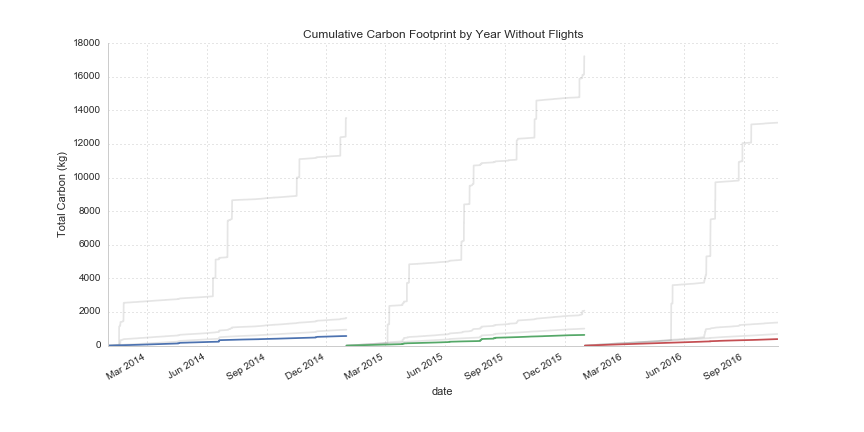 Cumulative Carbon Footprint by Year Without Flights
18000
16000
14000
12000
10000
8000
6000
4000
2000
0
Total Carbon (kg)
Mar 2014
Jun 2014
Sep 2014
Dec 2014
Mar 2015
Jun 2015
Sep 2015
Dec 2015
Mar 2016
Jun 2016
Sep 2016
date